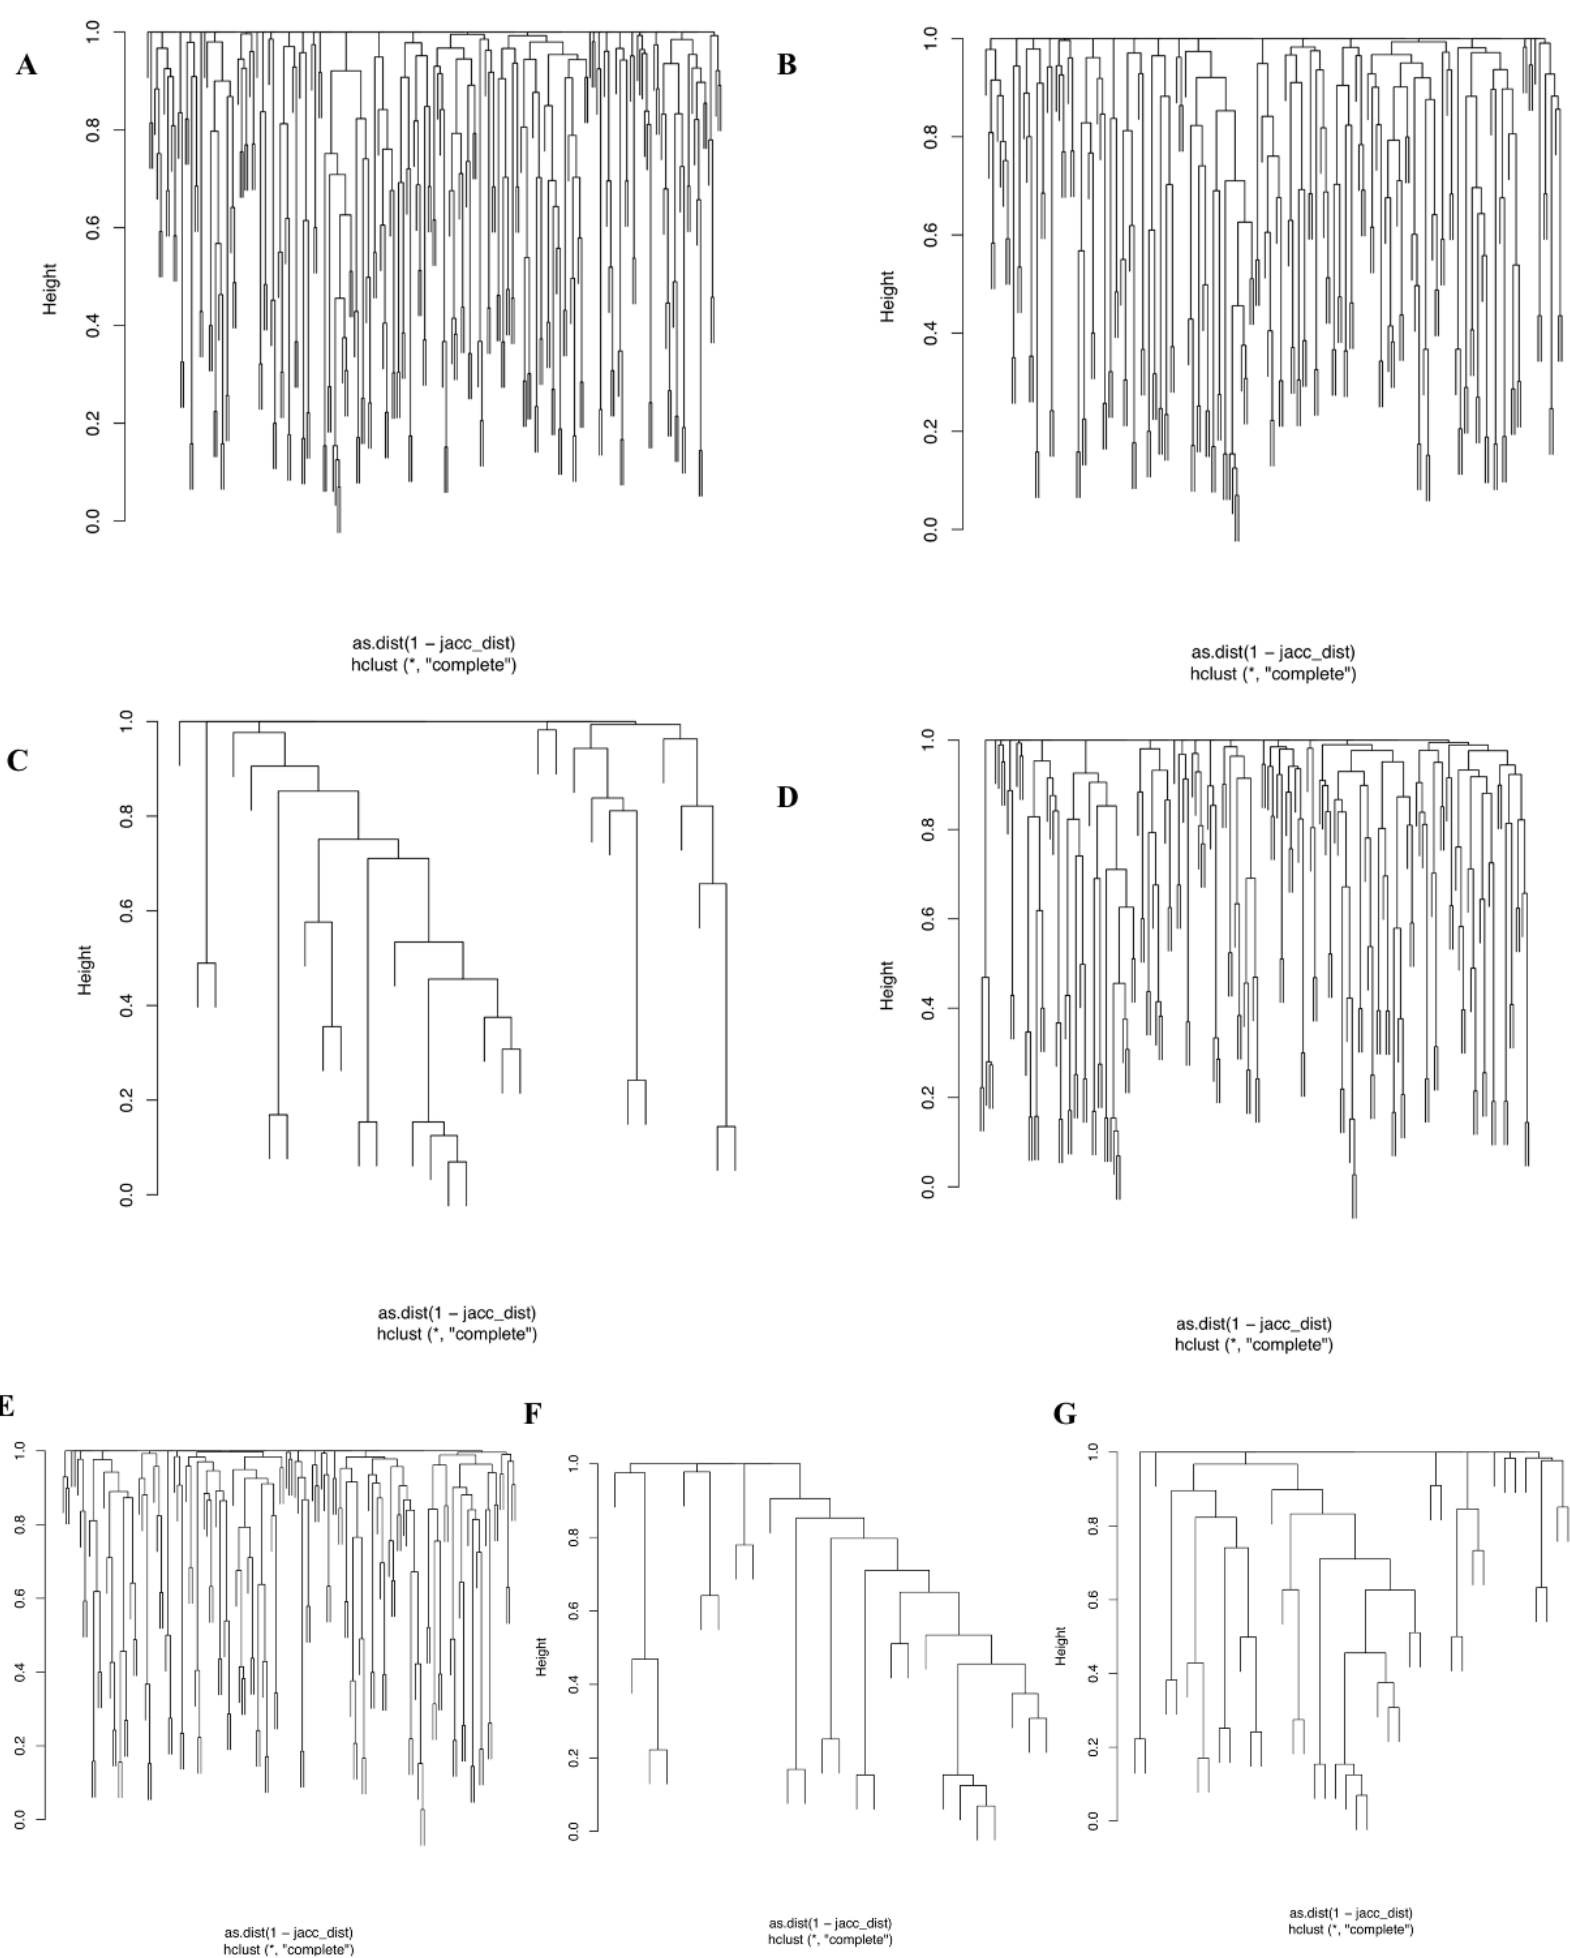 A
1.0
0.8
0.6
0.4
0.2
0.0
Height
as.dist(1 − jacc_dist)
hclust (*, "complete")
B
1.0
0.8
0.6
0.4
0.2
0.0
Height
as.dist(1 − jacc_dist)
hclust (*, "complete")
C
1.0
0.8
0.6
0.4
0.2
0.0
Height
as.dist(1 − jacc_dist)
hclust (*, "complete")
D
1.0
0.8
0.6
0.4
0.2
0.0
Height
as.dist(1 − jacc_dist)
hclust (*, "complete")
E
1.0
0.8
0.6
0.4
0.2
0.0
as.dist(1 − jacc_dist)
hclust (*, "complete")
F
1.0
0.8
0.6
0.4
0.2
0.0
Height
as.dist(1 − jacc_dist)
hclust (*, "complete")
G
1.0
0.8
0.6
0.4
0.2
0.0
Height
as.dist(1 − jacc_dist)
hclust (*, "complete")